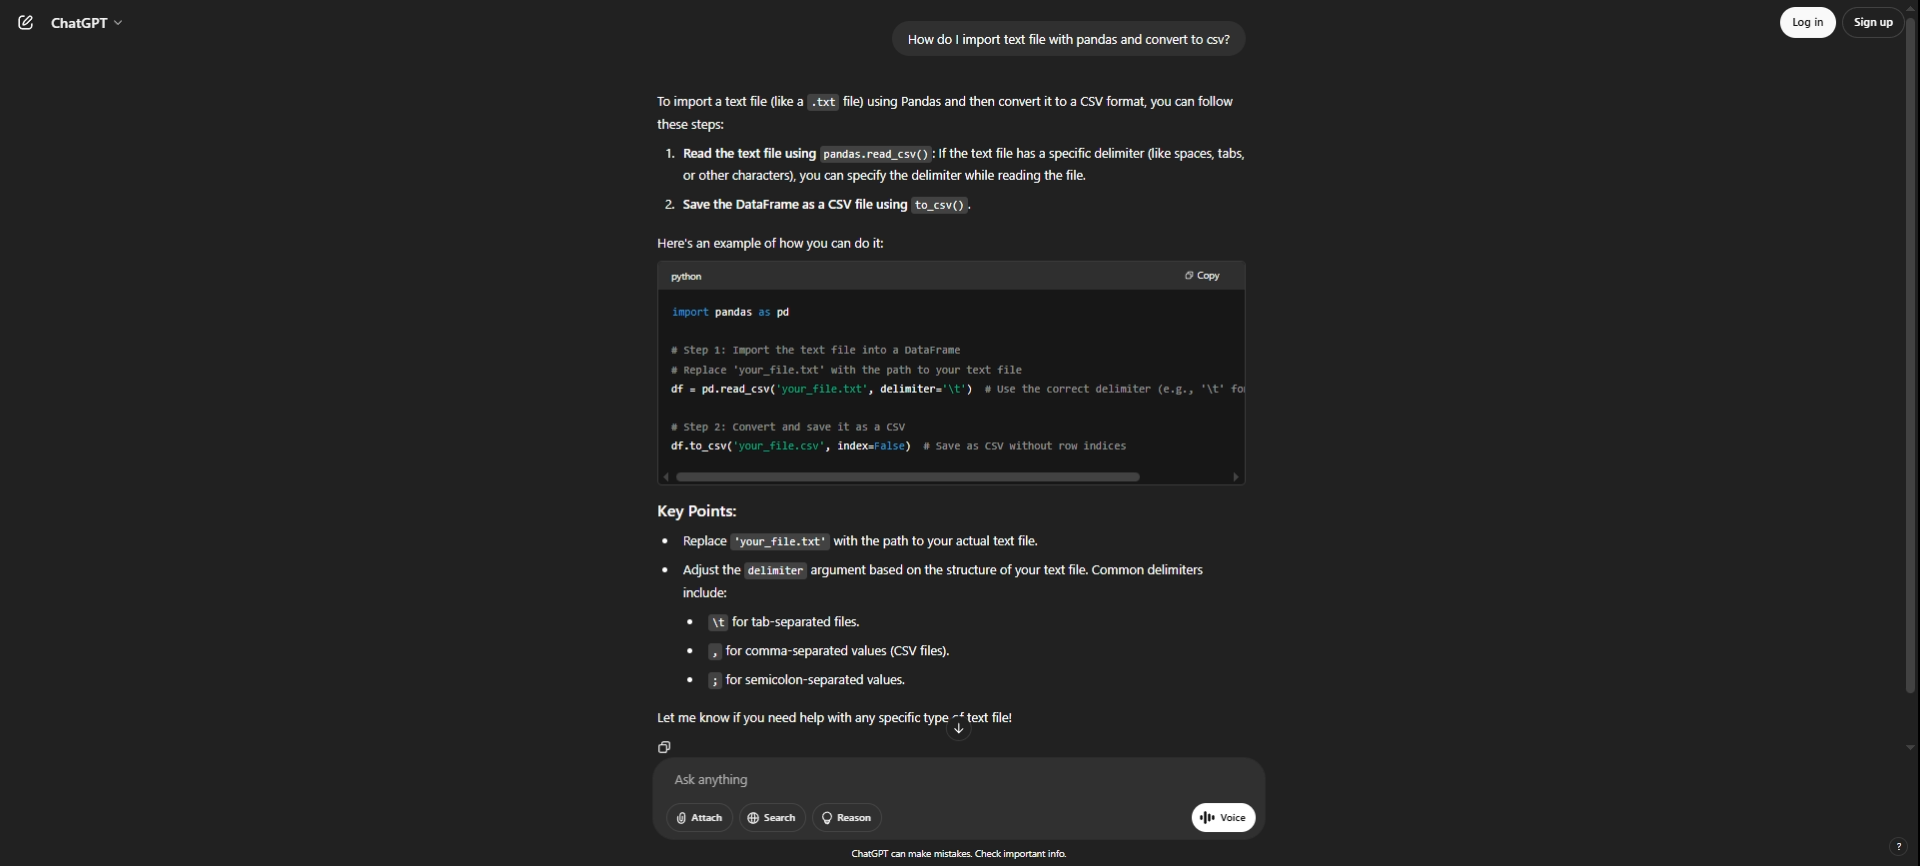 ChatGPT
Log in
Sign up
How do I import text file with pandas and convert to csv?
To import a text file (like a .txt file) using Pandas and then convert it to a CSV format, you can follow
these steps:
1. Read the text file using pandas.read_csv(): If the text file has a specific delimiter (like spaces, tabs,
or other characters), you can specify the delimiter while reading the file.
2. Save the DataFrame as a CSV file using to_csv().
Here's an example of how you can do it:
python
Copy
import pandas as pd
# Step 1: Import the text file into a DataFrame
# Replace 'your_file.txt' with the path to your text file
df = pd.read_csv('your_file.txt', delimiter='\t')  # Use the correct delimiter (e.g., '\t' fo
# Step 2: Convert and save it as a CSV
df.to_csv('your_file.csv', index=False)  # Save as CSV without row indices
Key Points:
• Replace 'your_file.txt' with the path to your actual text file.
• Adjust the delimiter argument based on the structure of your text file. Common delimiters
include:
• \t for tab-separated files.
• , for comma-separated values (CSV files).
• ; for semicolon-separated values.
Let me know if you need help with any specific type of text file!
Ask anything
Attach
Search
Reason
Voice
ChatGPT can make mistakes. Check important info.
?